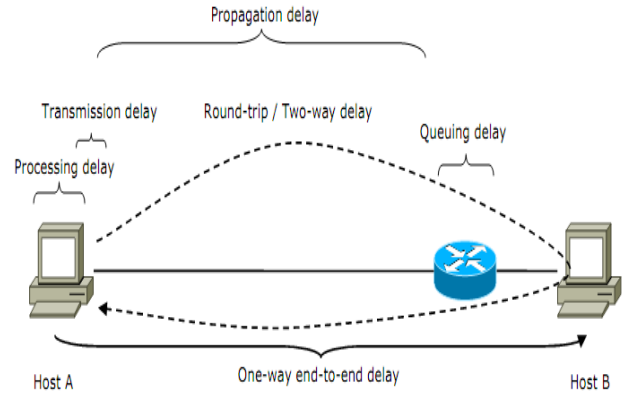 Propagation delay
Transmission delay
Round-trip / Two-way delay
Queuing delay
Processing delay
One-way end-to-end delay
Host A
Host B